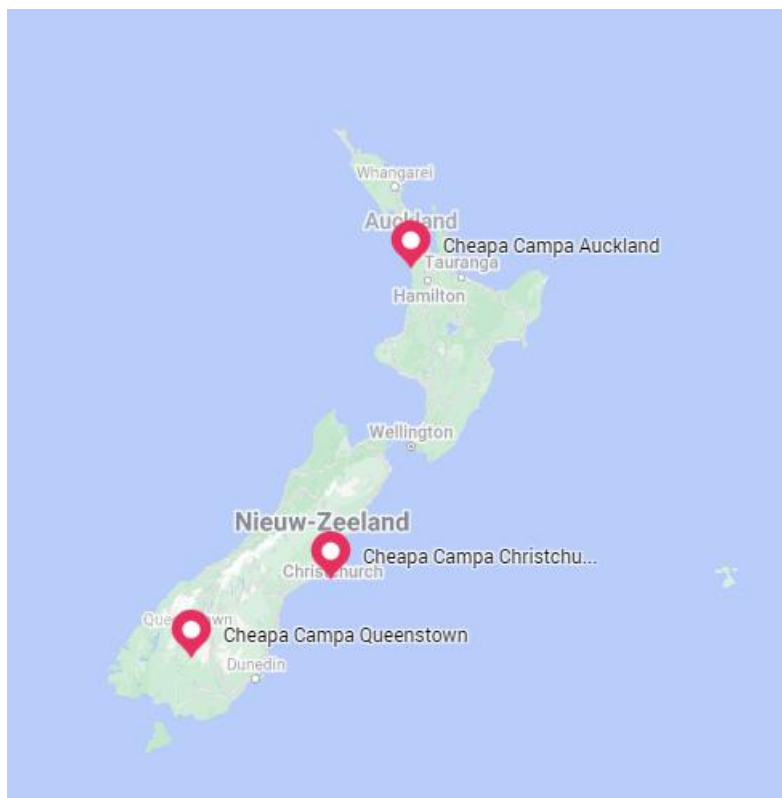 Whangarei
Auckland
Cheapa Campa Auckland
Tauranga
Hamilton
Wellington
Nieuw-Zeeland
Cheapa Campa Christchu...
Christchurch
Queenstown
Cheapa Campa Queenstown
Dunedin